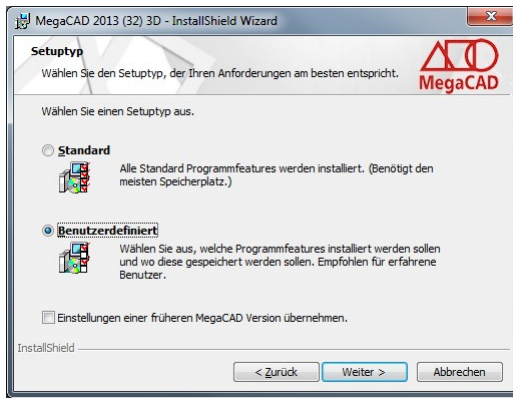 MegaCAD 2013 (32) 3D - InstallShield Wizard
Setuptyp
Wählen Sie den Setuptyp, der Ihren Anforderungen am besten entspricht.
MegaCAD
Wählen Sie einen Setuptyp aus.
Standard
Alle Standard Programmfeatures werden installiert. (Benötigt den
meisten Speicherplatz.)
Benutzerdefiniert
Wählen Sie aus, welche Programmfeatures installiert werden sollen
und wo diese gespeichert werden sollen. Empfohlen für erfahrene
Benutzer.
Einstellungen einer früheren MegaCAD Version übernehmen.
InstallShield
< Zurück
Weiter >
Abbrechen